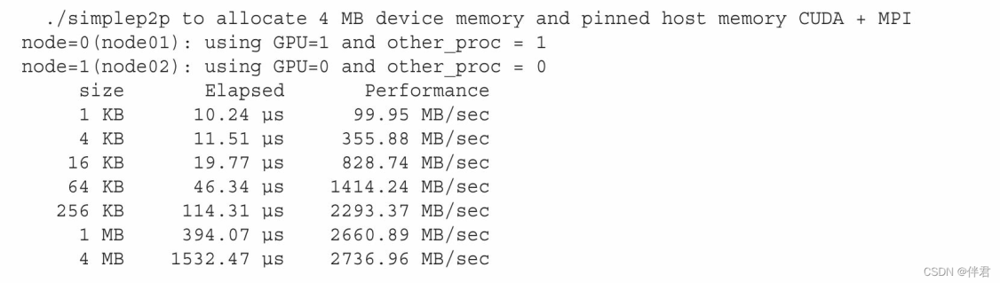 ./simplep2p to allocate 4 MB device memory and pinned host memory CUDA + MPI
node=0(node01): using GPU=1 and other_proc = 1
node=1(node02): using GPU=0 and other_proc = 0
size Elapsed Performance
1 KB 10.24 µs 99.95 MB/sec
4 KB 11.51 µs 355.88 MB/sec
16 KB 19.77 µs 828.74 MB/sec
64 KB 46.34 µs 1414.24 MB/sec
256 KB 114.31 µs 2293.37 MB/sec
1 MB 394.07 µs 2660.89 MB/sec
4 MB 1532.47 µs 2736.96 MB/sec
CSDN @伴君